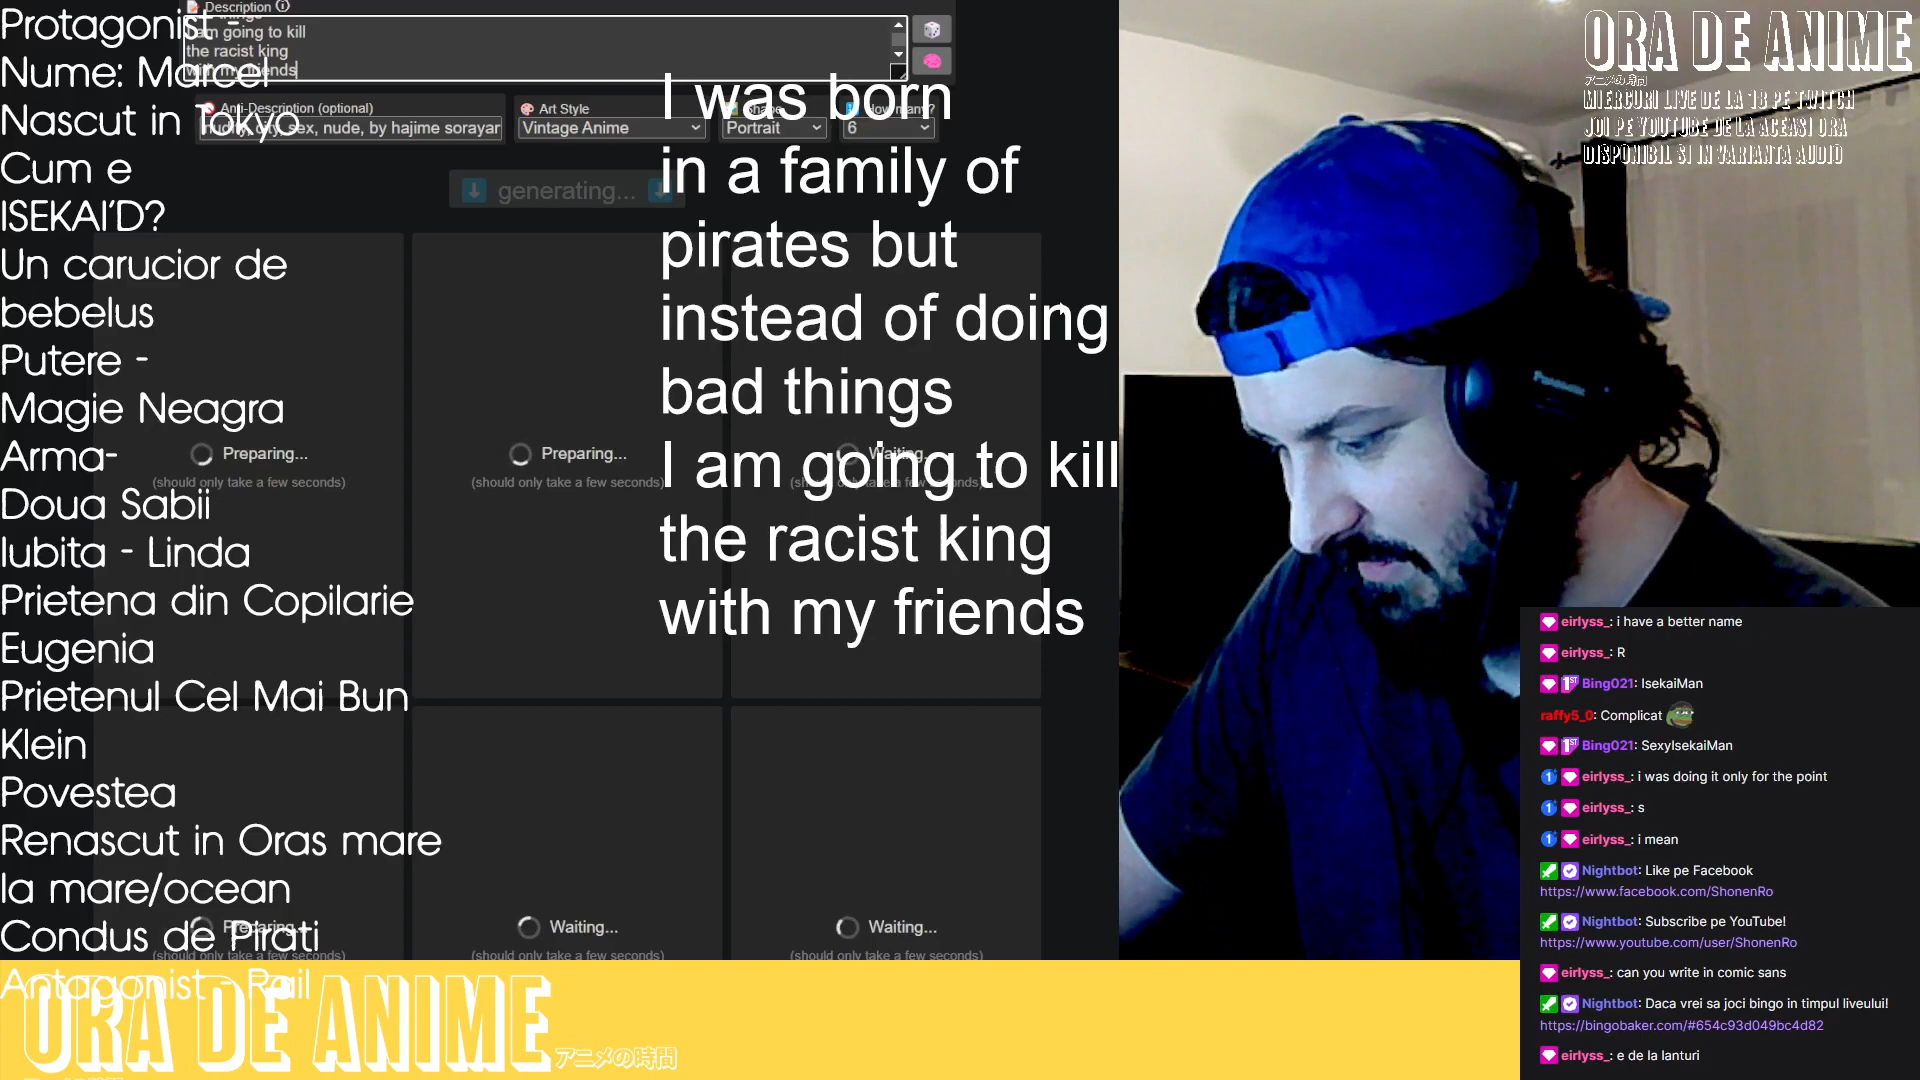 Protagonist -
Nume: Marcel
Nascut in Tokyo
Cum e
ISEKAI'D?
Un carucior de
bebelus
Putere -
Magie Neagra
Arma-
Doua Sabii
Iubita - Linda
Prietena din Copilarie
Eugenia
Prietenul Cel Mai Bun
Klein
Povestea
Renascut in Oras mare
la mare/ocean
Condus de Pirati
Antagonist - Rail
Description
am going to kill
the racist king
with my friends
Anti-Description (optional)
sex, nude, by hajime sorayar
Art Style
Vintage Anime
Shape
Portrait
How many?
6
generating...
Preparing...
(should only take a few seconds)
Preparing...
(should only take a few seconds)
Waiting...
(should only take a few seconds)
Preparing...
(should only take a few seconds)
Waiting...
(should only take a few seconds)
Waiting...
(should only take a few seconds)
I was born
in a family of
pirates but
instead of doing
bad things
I am going to kill
the racist king
with my friends
ORA DE ANIME
アニメの時間
MIERCURI LIVE DE LA 18 PE TWITCH
JOI PE YOUTUBE DE LA ACEASI ORA
DISPONIBIL SI IN VARIANTA AUDIO
Panasonic
eirlyss_: i have a better name
eirlyss_: R
Bing021: IsekaiMan
raffy5_0: Complicat
Bing021: SexyIsekaiMan
eirlyss_: i was doing it only for the point
eirlyss_: s
eirlyss_: i mean
Nightbot: Like pe Facebook
https://www.facebook.com/ShonenRo
Nightbot: Subscribe pe YouTube!
https://www.youtube.com/user/ShonenRo
eirlyss_: can you write in comic sans
Nightbot: Daca vrei sa joci bingo in timpul liveului!
https://bingobaker.com/#654c93d049bc4d82
eirlyss_: e de la lanturi
ORA DE ANIME
アニメの時間